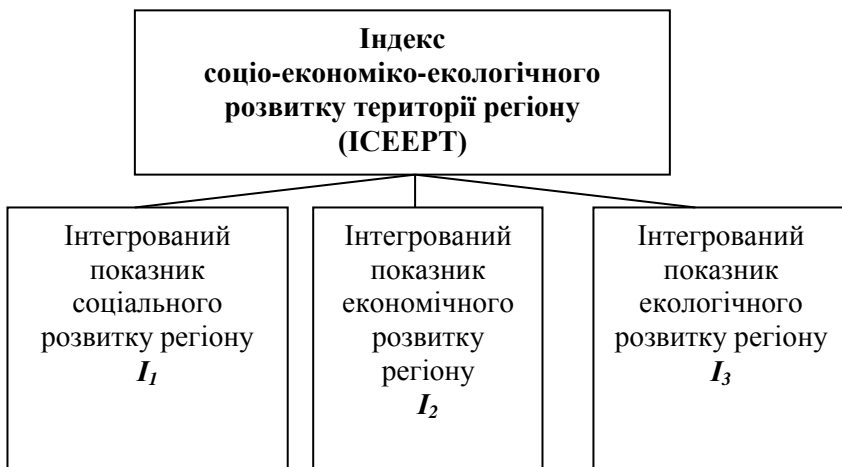 Індекс
соціо-економіко-екологічного
розвитку території регіону
(ІСЕЕРТ)
Інтегрований
показник
соціального
розвитку регіону
I₁
Інтегрований
показник
економічного
розвитку
регіону
I₂
Інтегрований
показник
екологічного
розвитку регіону
I₃